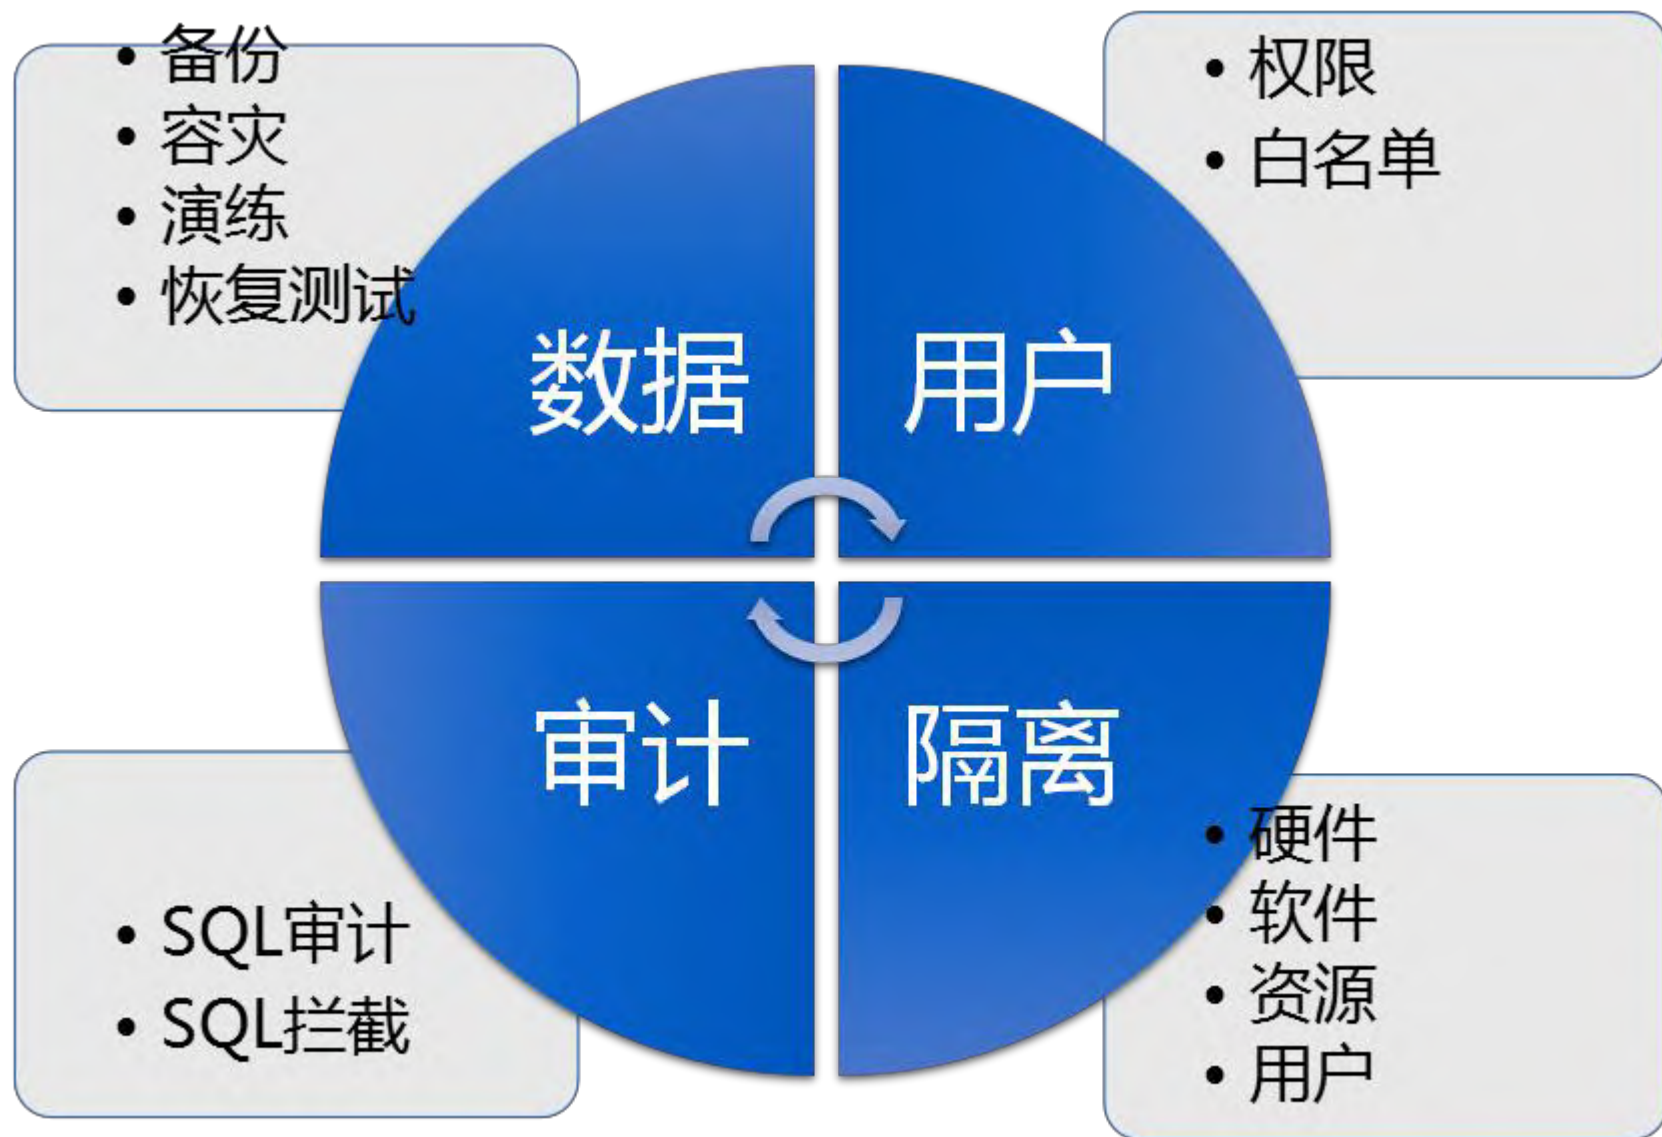 • 备份
• 容灾
• 演练
• 恢复测试
• 权限
• 白名单
数据
用户
审计
隔离
• SQL审计
• SQL拦截
• 硬件
• 软件
• 资源
• 用户